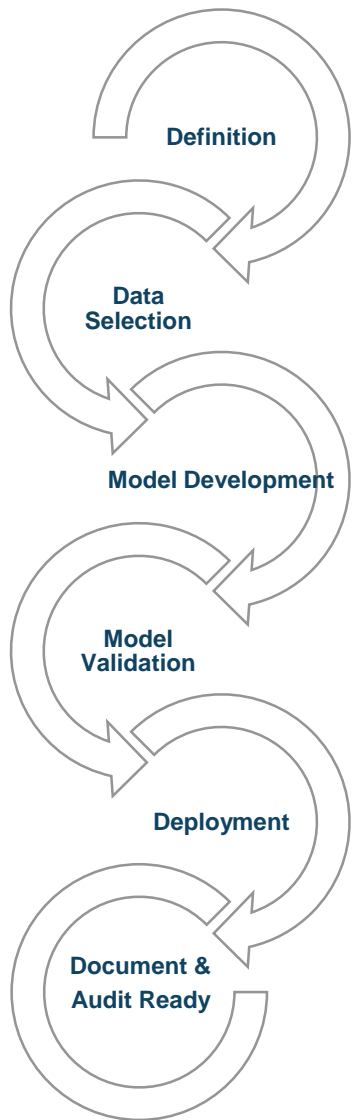 Definition
Data
Selection
Model Development
Model
Validation
Deployment
Document &
Audit Ready